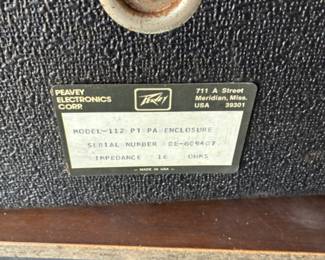 PEAVEY
ELECTRONICS
CORP.
PEAVEY
711 A Street
Meridian, Miss.
USA 39301
MODEL-112 PT PA ENCLOSURE
SERIAL NUMBER
IMPEDANCE 16 OHMS
MADE IN USA